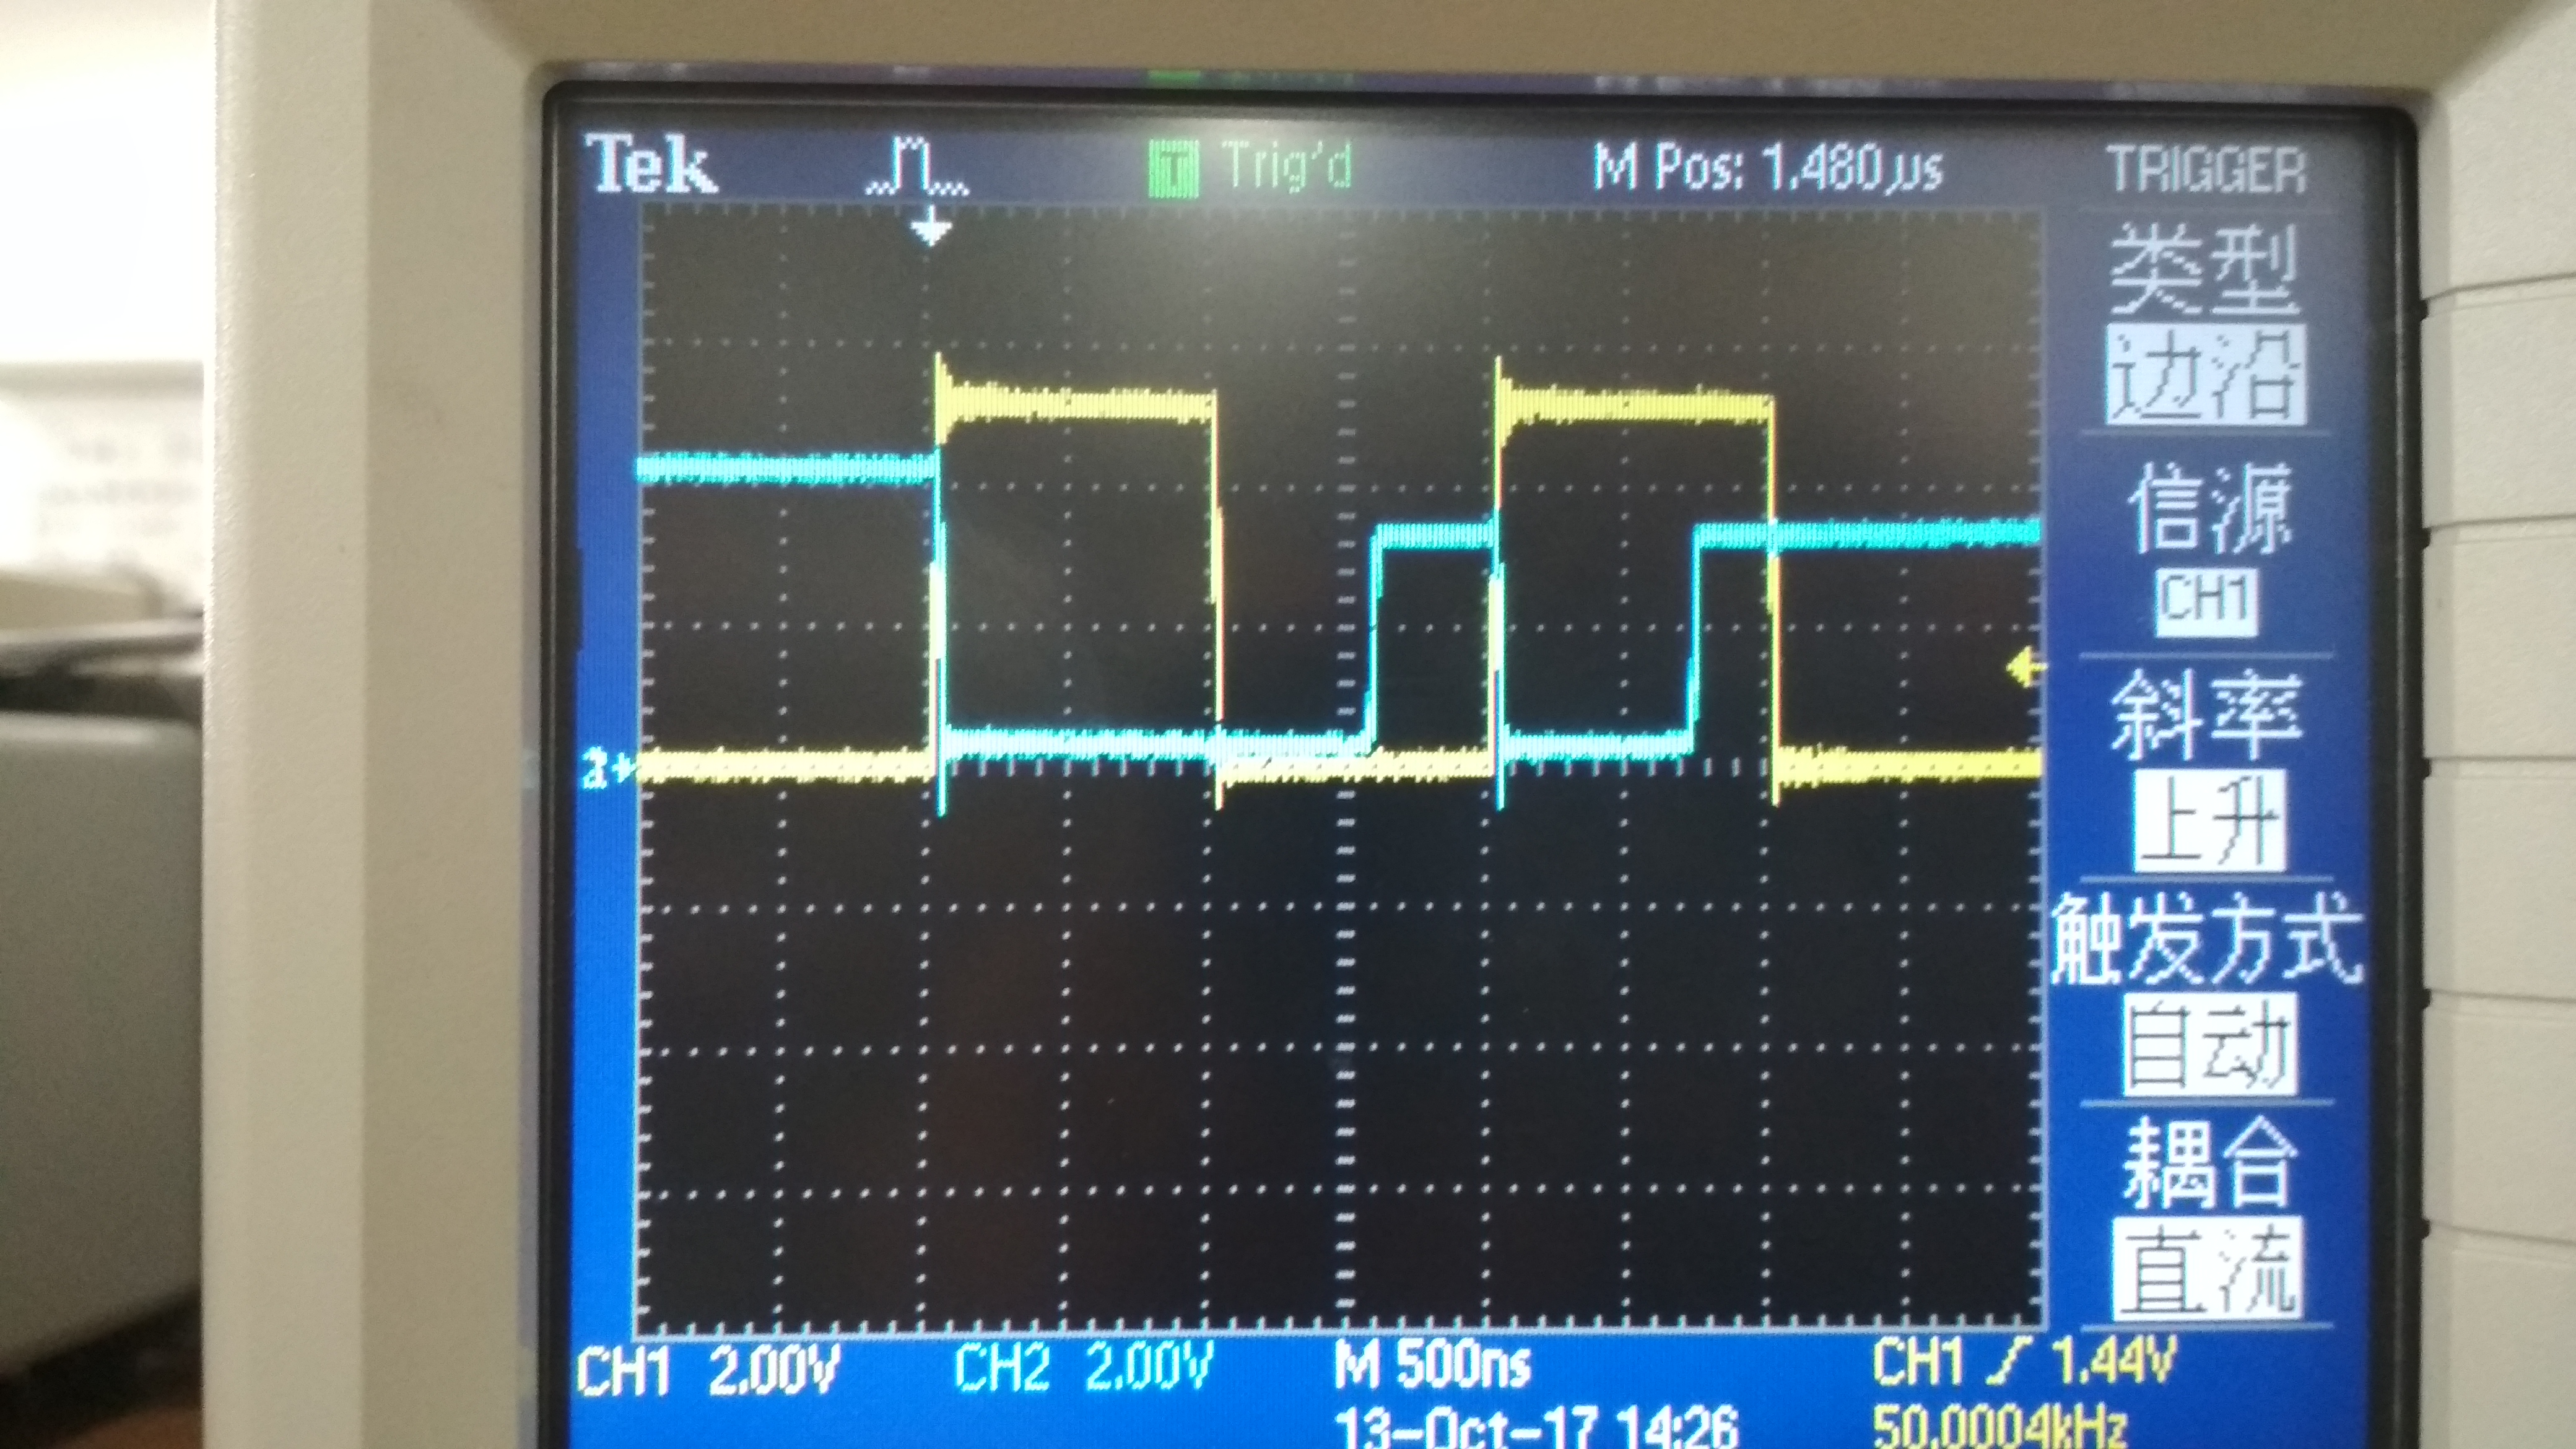 Tek T Trig'd M Pos: 1.480µs TRIGGER
类型
边沿
信源
CH1
斜率
上升
触发方式
自动
耦合
直流
2
CH1 2.00V CH2 2.00V M 500ns CH1 1.44V
13-Oct-17 14:26 50.0004kHz